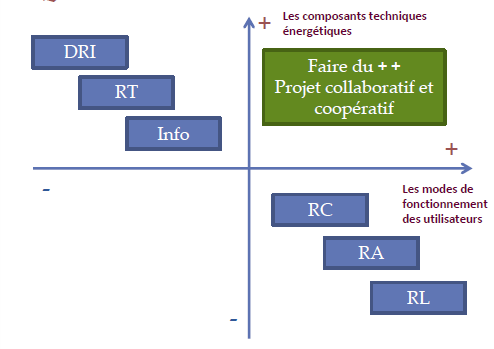 +
Les composants techniques
énergétiques
DRI
RT
Info
Faire du + +
Projet collaboratif et
coopératif
+
-
Les modes de
fonctionnement
des utilisateurs
RC
RA
RL
-